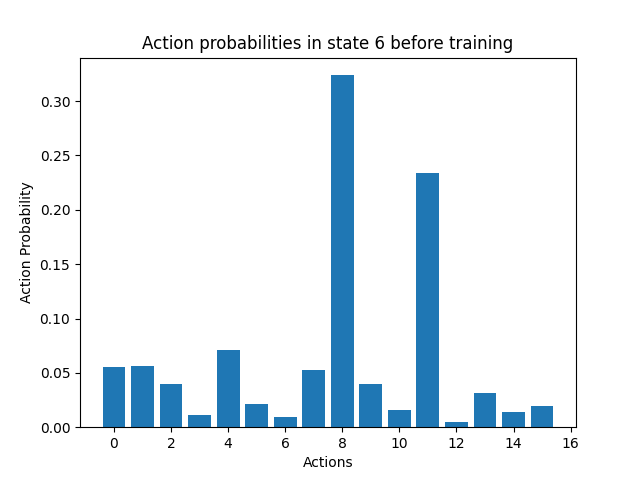 Action probabilities in state 6 before training
0.30
0.25
0.20
0.15
0.10
0.05
0.00
Action Probability
0 2 4 6 8 10 12 14 16
Actions